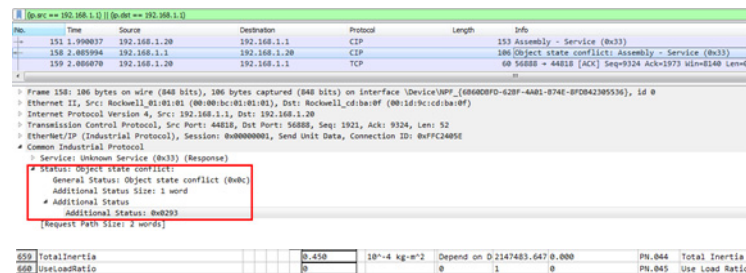 (ip.src == 192.168.1.1) || (ip.dst == 192.168.1.1)
No. Time Source Destination Protocol Length Info
151 1.990037 192.168.1.20 192.168.1.1 CIP 153 Assembly - Service (0x33)
158 2.085994 192.168.1.1 192.168.1.20 CIP 106 Object state conflict: Assembly - Service (0x33)
159 2.086070 192.168.1.20 192.168.1.1 TCP 60 56888 → 44818 [ACK] Seq=9324 Ack=1973 Win=8140 Len=0
Frame 158: 106 bytes on wire (848 bits), 106 bytes captured (848 bits) on interface \Device\NPF_{6860DBFD-62BF-4A01-874E-8FD842305536}, id 0
Ethernet II, Src: Rockwell_01:01:01 (00:00:bc:01:01:01), Dst: Rockwell_cd:ba:0f (00:1d:9c:cd:ba:0f)
Internet Protocol Version 4, Src: 192.168.1.1, Dst: 192.168.1.20
Transmission Control Protocol, Src Port: 44818, Dst Port: 56888, Seq: 1921, Ack: 9324, Len: 52
EtherNet/IP (Industrial Protocol), Session: 0x00000001, Send Unit Data, Connection ID: 0xFFC2405E
Common Industrial Protocol
Service: Unknown Service (0x33) (Response)
Status: Object state conflict:
General Status: Object state conflict (0x0c)
Additional Status Size: 1 word
Additional Status
Additional Status: 0x0293
[Request Path Size: 2 words]
659 TotalInertia 0.450 10^-4 kg-m^2 Depend on D 2147483.647 0.000 PN.044 Total Inertia
660 UseLoadRatio 0 0 1 0 PN.045 Use Load Ratio